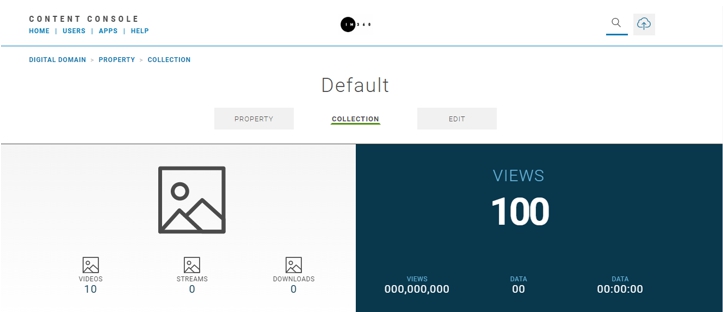 CONTENT CONSOLE
HOME | USERS | APPS | HELP
DIGITAL DOMAIN > PROPERTY > COLLECTION
Default
PROPERTY COLLECTION EDIT
VIEWS
100
VIDEOS STREAMS DOWNLOADS
10 0 0
VIEWS DATA DATA
000,000,000 00 00:00:00